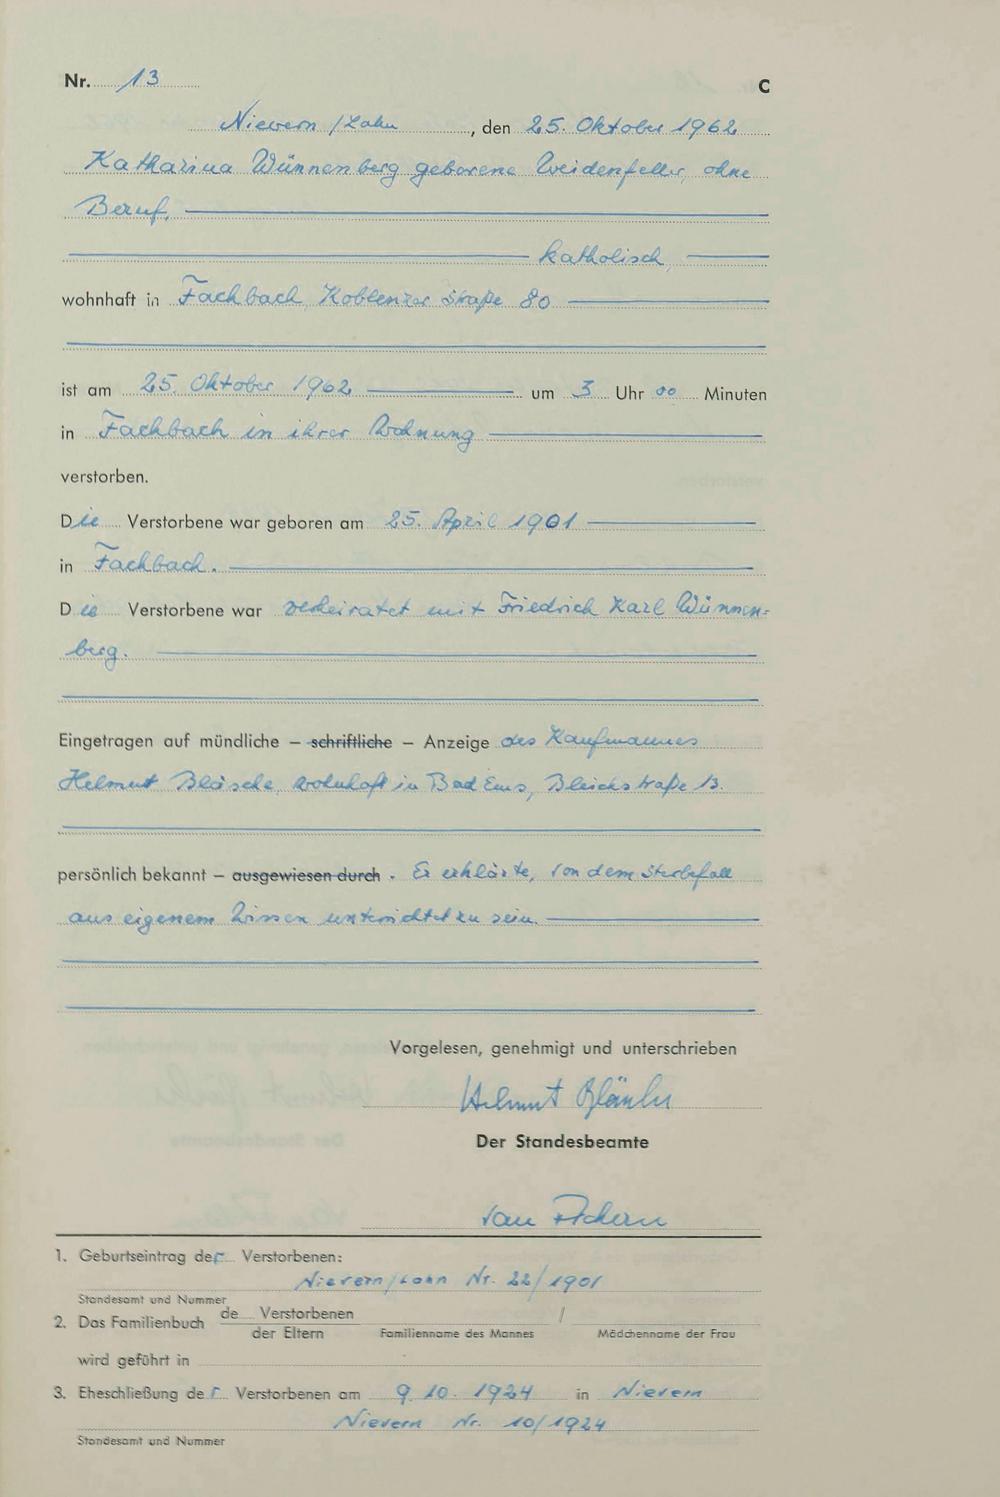 Nr. 13 C
Nievern /Lahn, den 25. Oktober 1962
Katharina Wünnenberg geborene Weidenfeller, ohne
Beruf,
katholisch,
wohnhaft in Fachbach, Koblenzer Straße 80
ist am 25. Oktober 1962 um 3 Uhr 00 Minuten
in Fachbach in ihrer Wohnung
verstorben.
Die Verstorbene war geboren am 25. April 1901
in Fachbach.
Die Verstorbene war verheiratet mit Friedrich Karl Wünnen-
berg.
Eingetragen auf mündliche – schriftliche – Anzeige des Kaufmannes
Helmut Bläsche, wohnhaft in Bad Ems, Bleichstraße 13.
persönlich bekannt – ausgewiesen durch . Er erklärte, von dem Sterbefall
aus eigenem Wissen unterrichtet zu sein.
Vorgelesen, genehmigt und unterschrieben
Helmut
Der Standesbeamte
van
1. Geburtseintrag der Verstorbenen:
Nievern/Lahn Nr. 22/1901
Standesamt und Nummer
2. Das Familienbuch de Verstorbenen /
der Eltern Familienname des Mannes Mädchenname der Frau
wird geführt in
3. Eheschließung der Verstorbenen am 9.10. 1924 in Nievern
Nievern Nr. 10/1924
Standesamt und Nummer